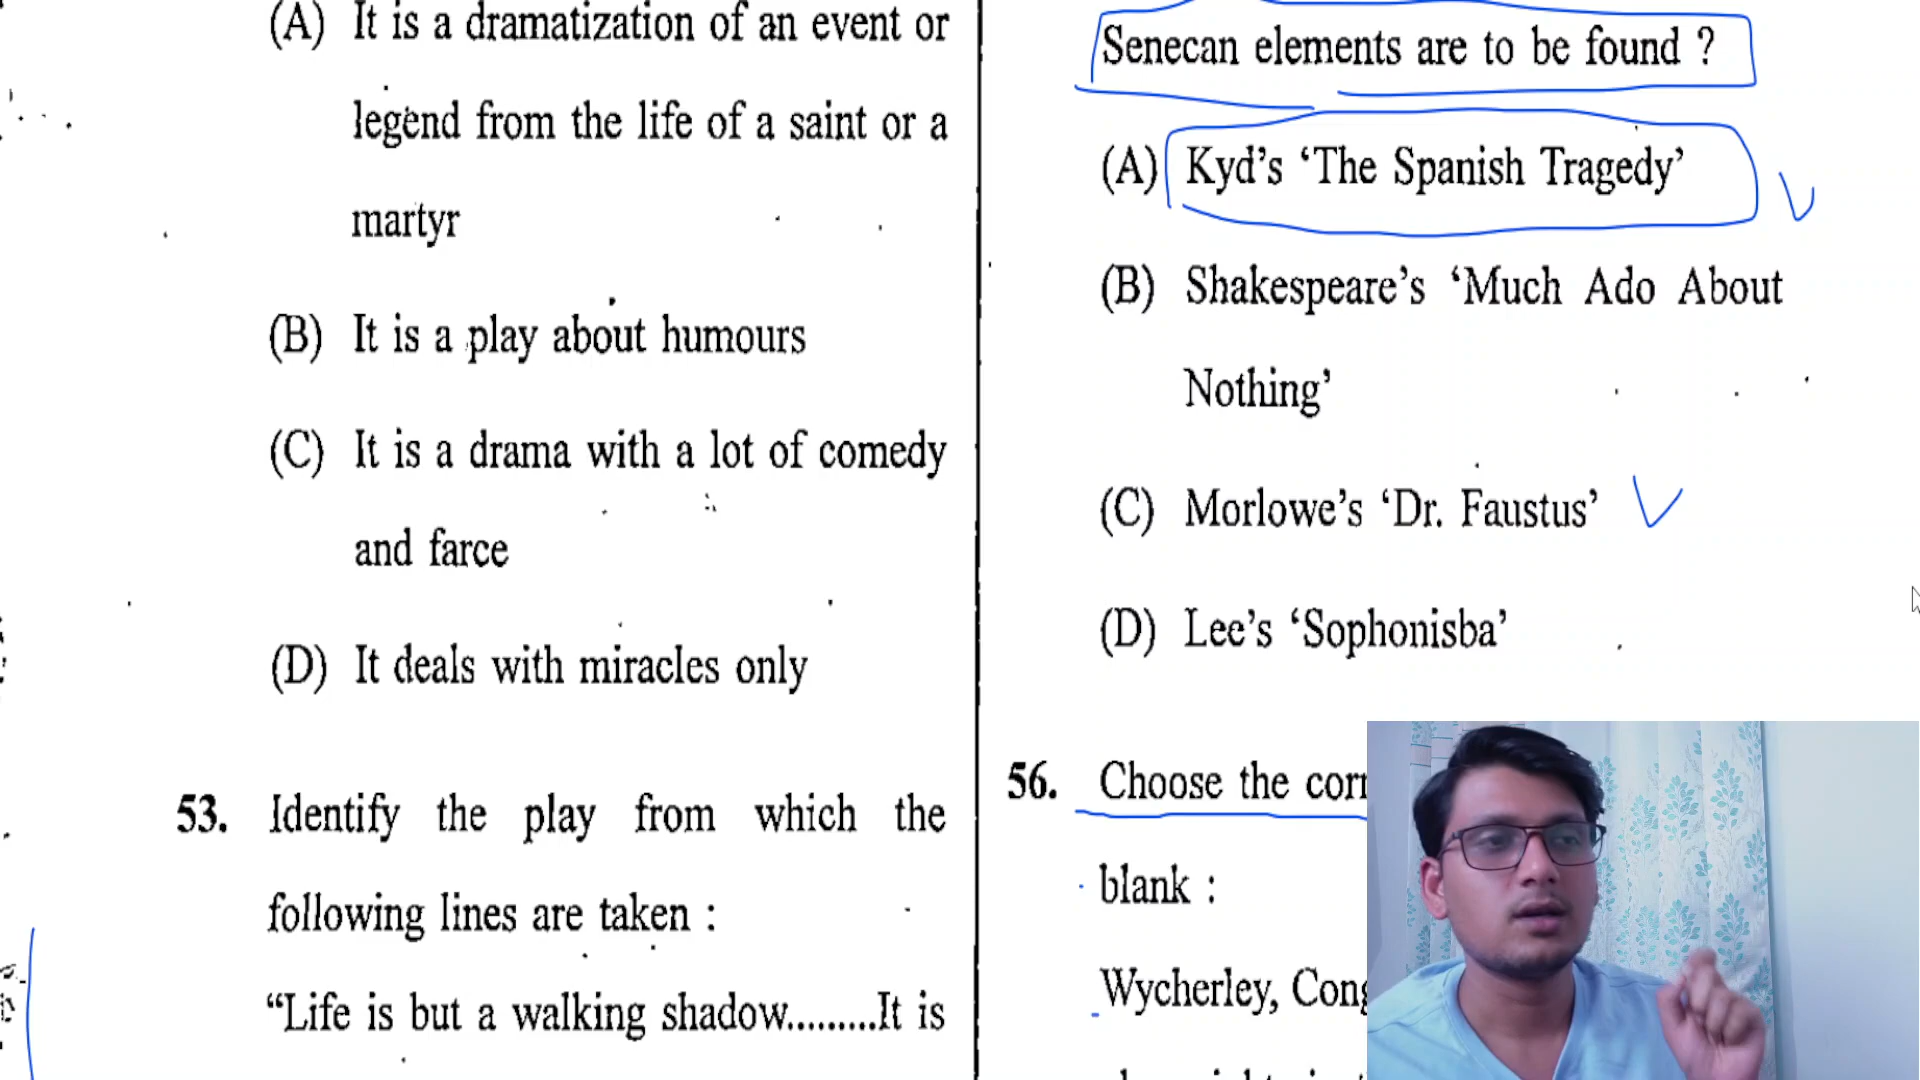 (A) It is a dramatization of an event or
legend from the life of a saint or a
martyr
(B) It is a play about humours
(C) It is a drama with a lot of comedy
and farce
(D) It deals with miracles only
53. Identify the play from which the
following lines are taken :
“Life is but a walking shadow.........It is
Senecan elements are to be found ?
(A) Kyd’s ‘The Spanish Tragedy’
(B) Shakespeare’s ‘Much Ado About
Nothing’
(C) Morlowe’s ‘Dr. Faustus’
(D) Lee’s ‘Sophonisba’
56. Choose the corr
blank :
Wycherley, Cong